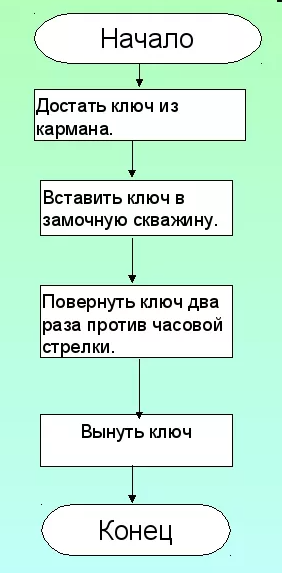 Начало
Достать ключ из
кармана.
Вставить ключ в
замочную скважину.
Повернуть ключ два
раза против часовой
стрелки.
Вынуть ключ
Конец